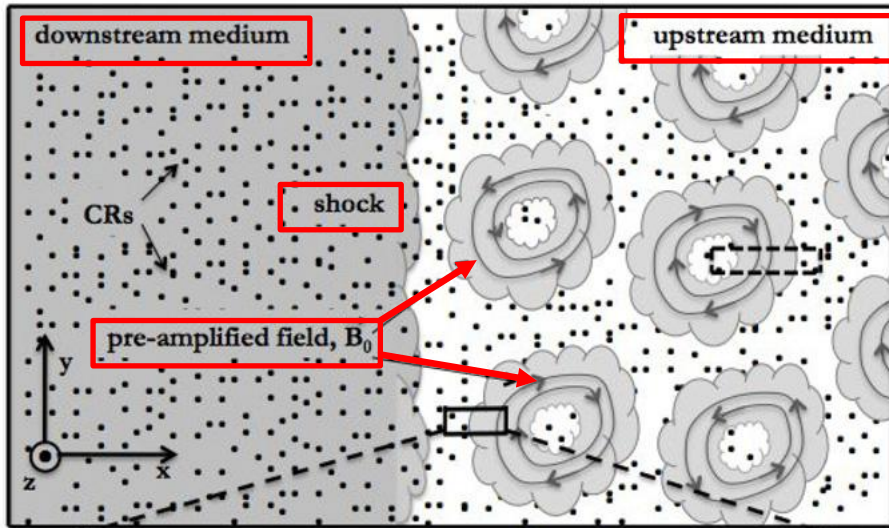 downstream medium
upstream medium
CRs
shock
pre-amplified field, B₀
y
x
z